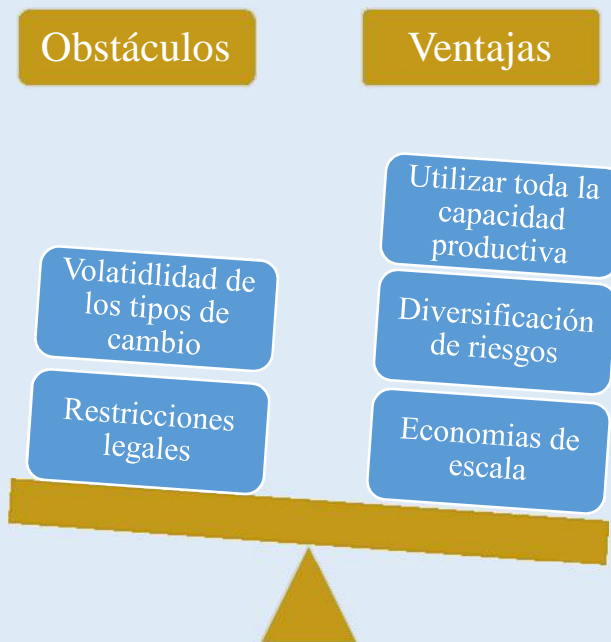 Obstáculos
Ventajas
Utilizar toda la
capacidad
productiva
Volatidlidad de
los tipos de
cambio
Diversificación
de riesgos
Restricciones
legales
Economias de
escala